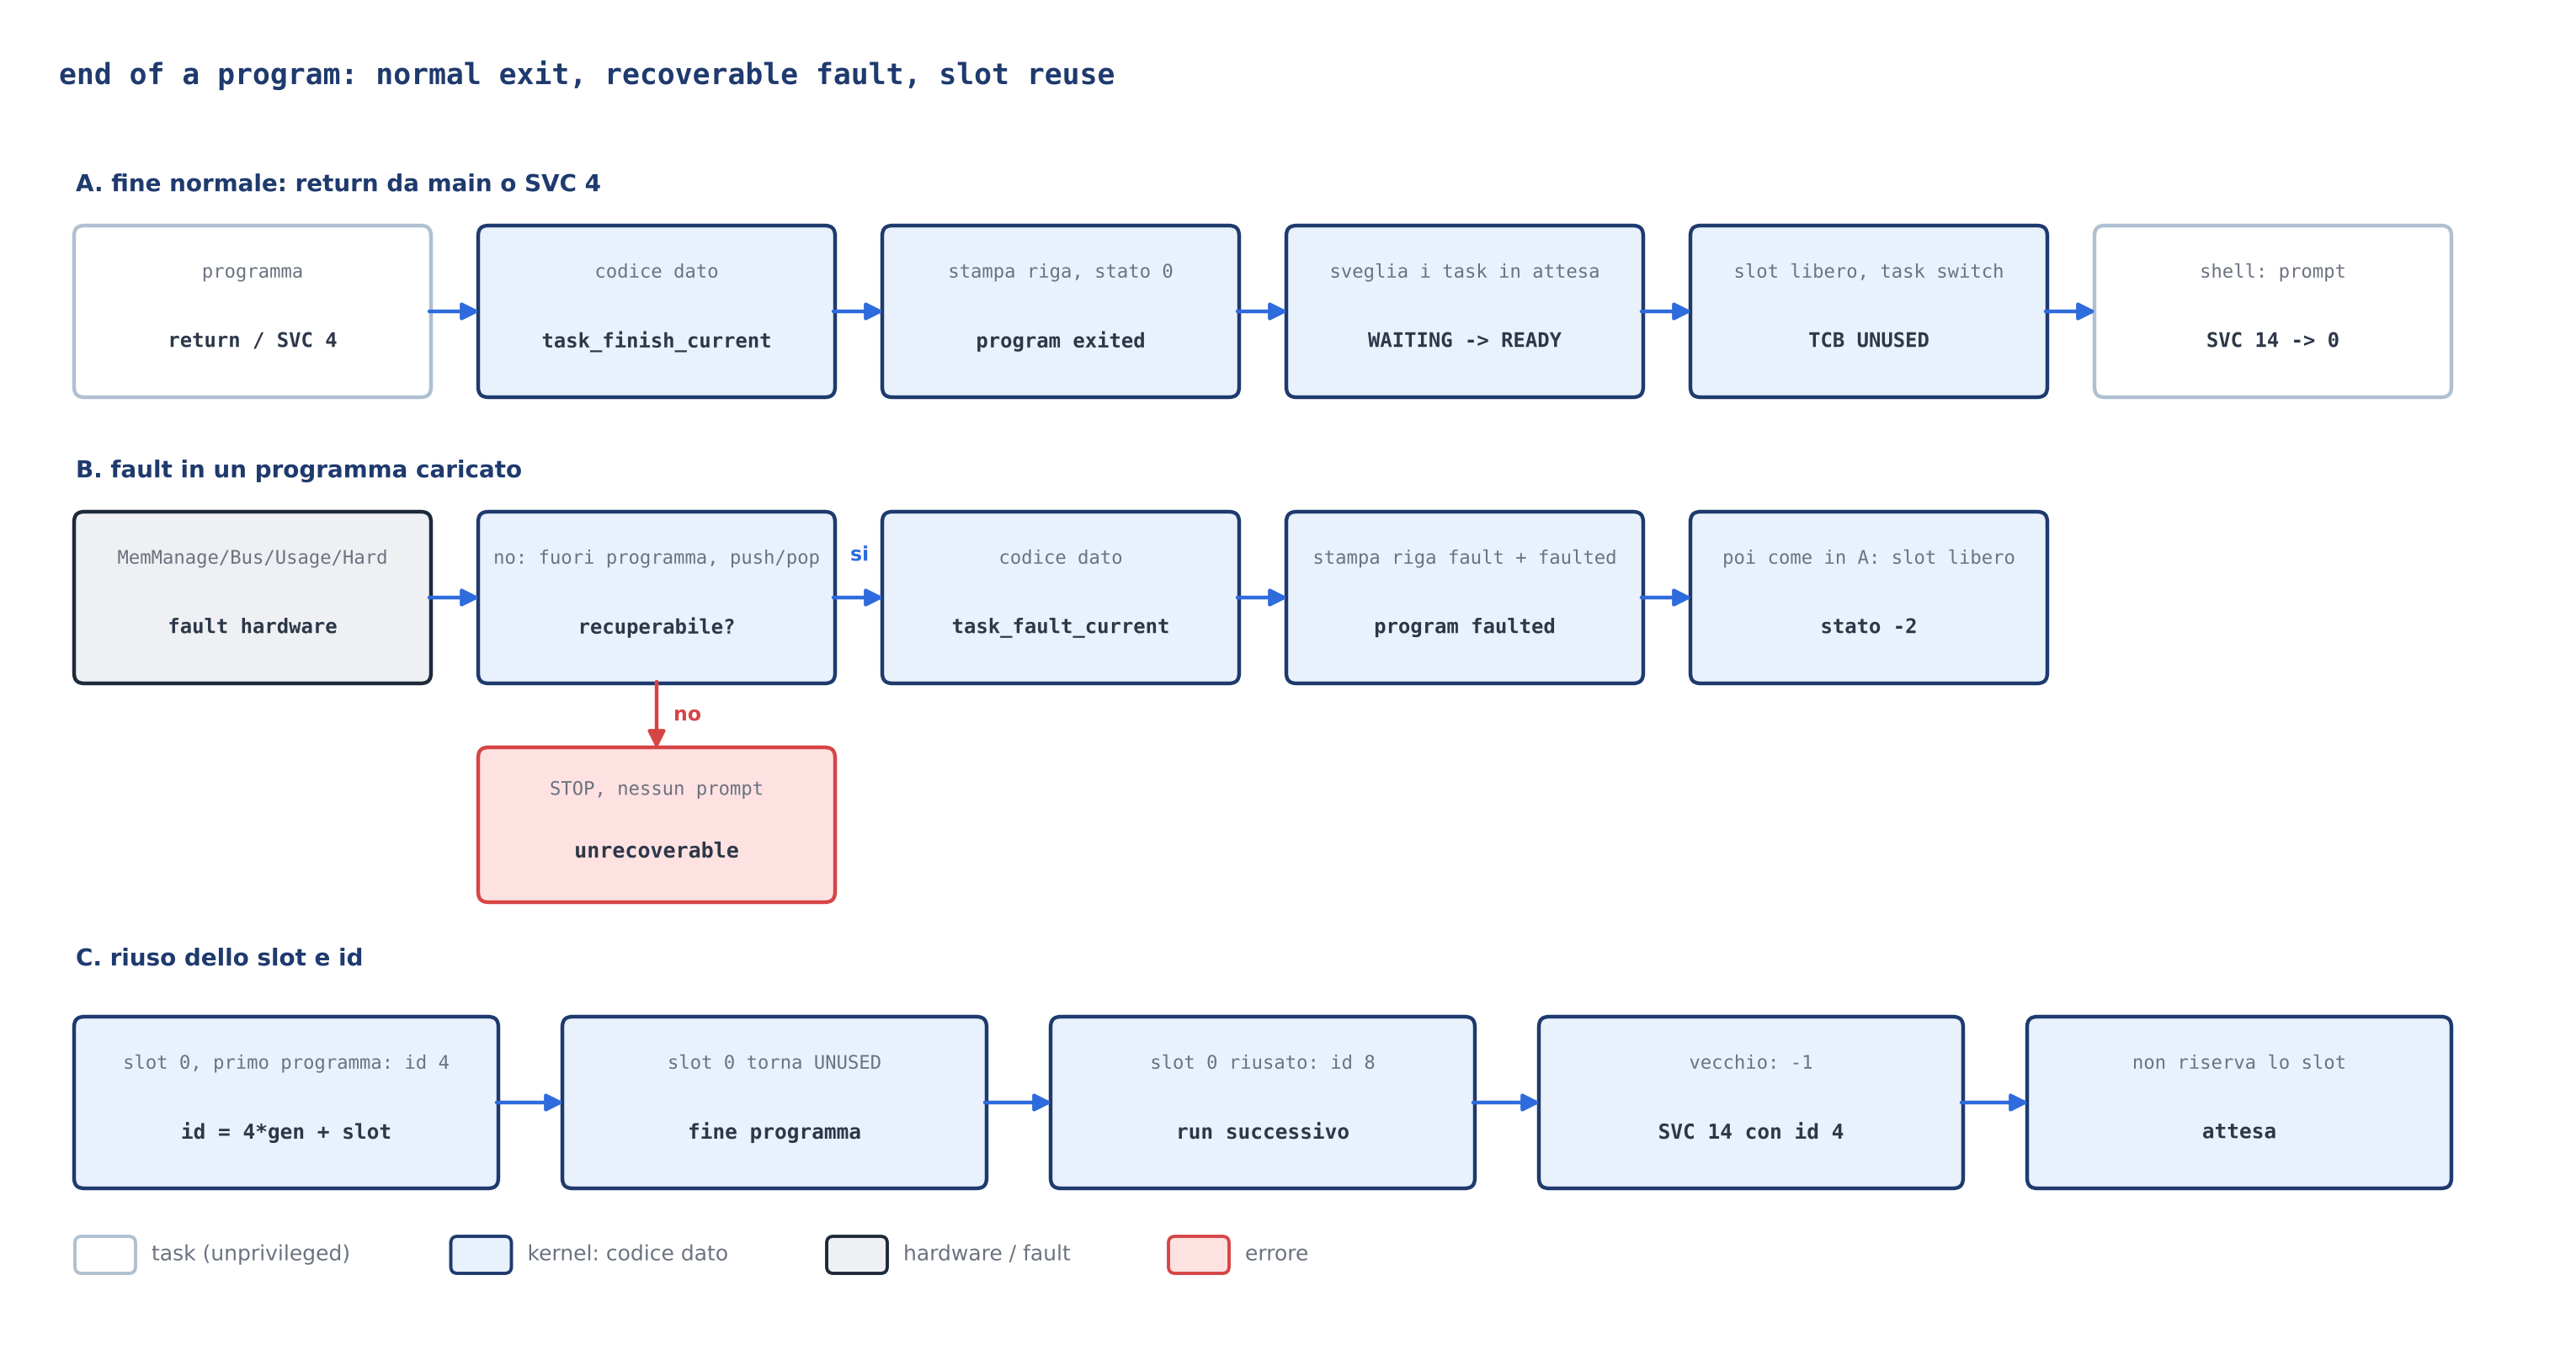 end of a program: normal exit, recoverable fault, slot reuse
A. fine normale: return da main o SVC 4
programma
return / SVC 4
codice dato
task_finish_current
stampa riga, stato 0
program exited
sveglia i task in attesa
WAITING -> READY
slot libero, task switch
TCB UNUSED
shell: prompt
SVC 14 -> 0
B. fault in un programma caricato
MemManage/Bus/Usage/Hard
fault hardware
no: fuori programma, push/pop
recuperabile?
si
codice dato
task_fault_current
stampa riga fault + faulted
program faulted
poi come in A: slot libero
stato -2
no
STOP, nessun prompt
unrecoverable
C. riuso dello slot e id
slot 0, primo programma: id 4
id = 4*gen + slot
slot 0 torna UNUSED
fine programma
slot 0 riusato: id 8
run successivo
vecchio: -1
SVC 14 con id 4
non riserva lo slot
attesa
task (unprivileged)
kernel: codice dato
hardware / fault
errore